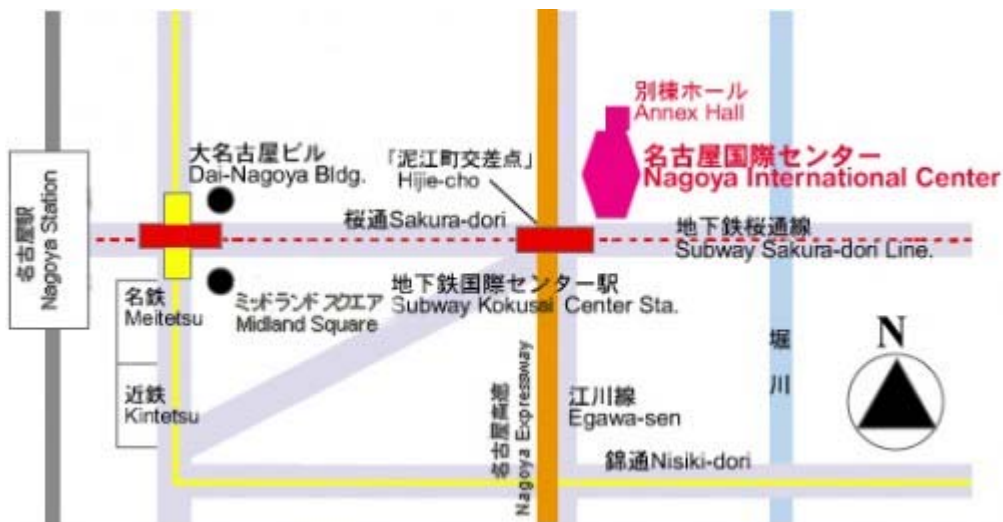 別棟ホール
Annex Hall
大名古屋ビル
Dai-Nagoya Bldg.
「泥江町交差点」
Hijie-cho
名古屋国際センター
Nagoya International Center
名古屋駅
Nagoya Station
桜通Sakura-dori
地下鉄桜通線
Subway Sakura-dori Line.
名鉄
Meitetsu
ミッドランドスクエア
Midland Square
地下鉄国際センター駅
Subway Kokusai Center Sta.
堀川
N
近鉄
Kintetsu
名古屋高速
Nagoya Expressway
江川線
Egawa-sen
錦通Nisiki-dori